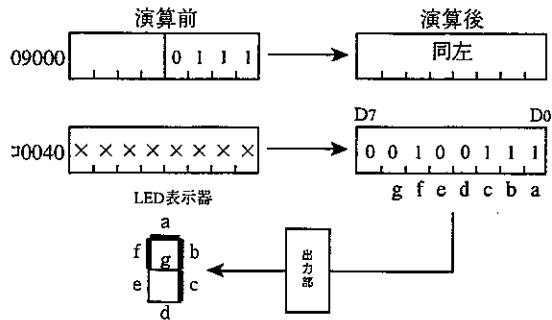 演算前 演算後
09000 0 1 1 1 同左
D7 D0
コ0040 × × × × × × × × 0 0 1 0 0 1 1 1
g f e d c b a
LED表示器
a
f g b
e c
d
出力部